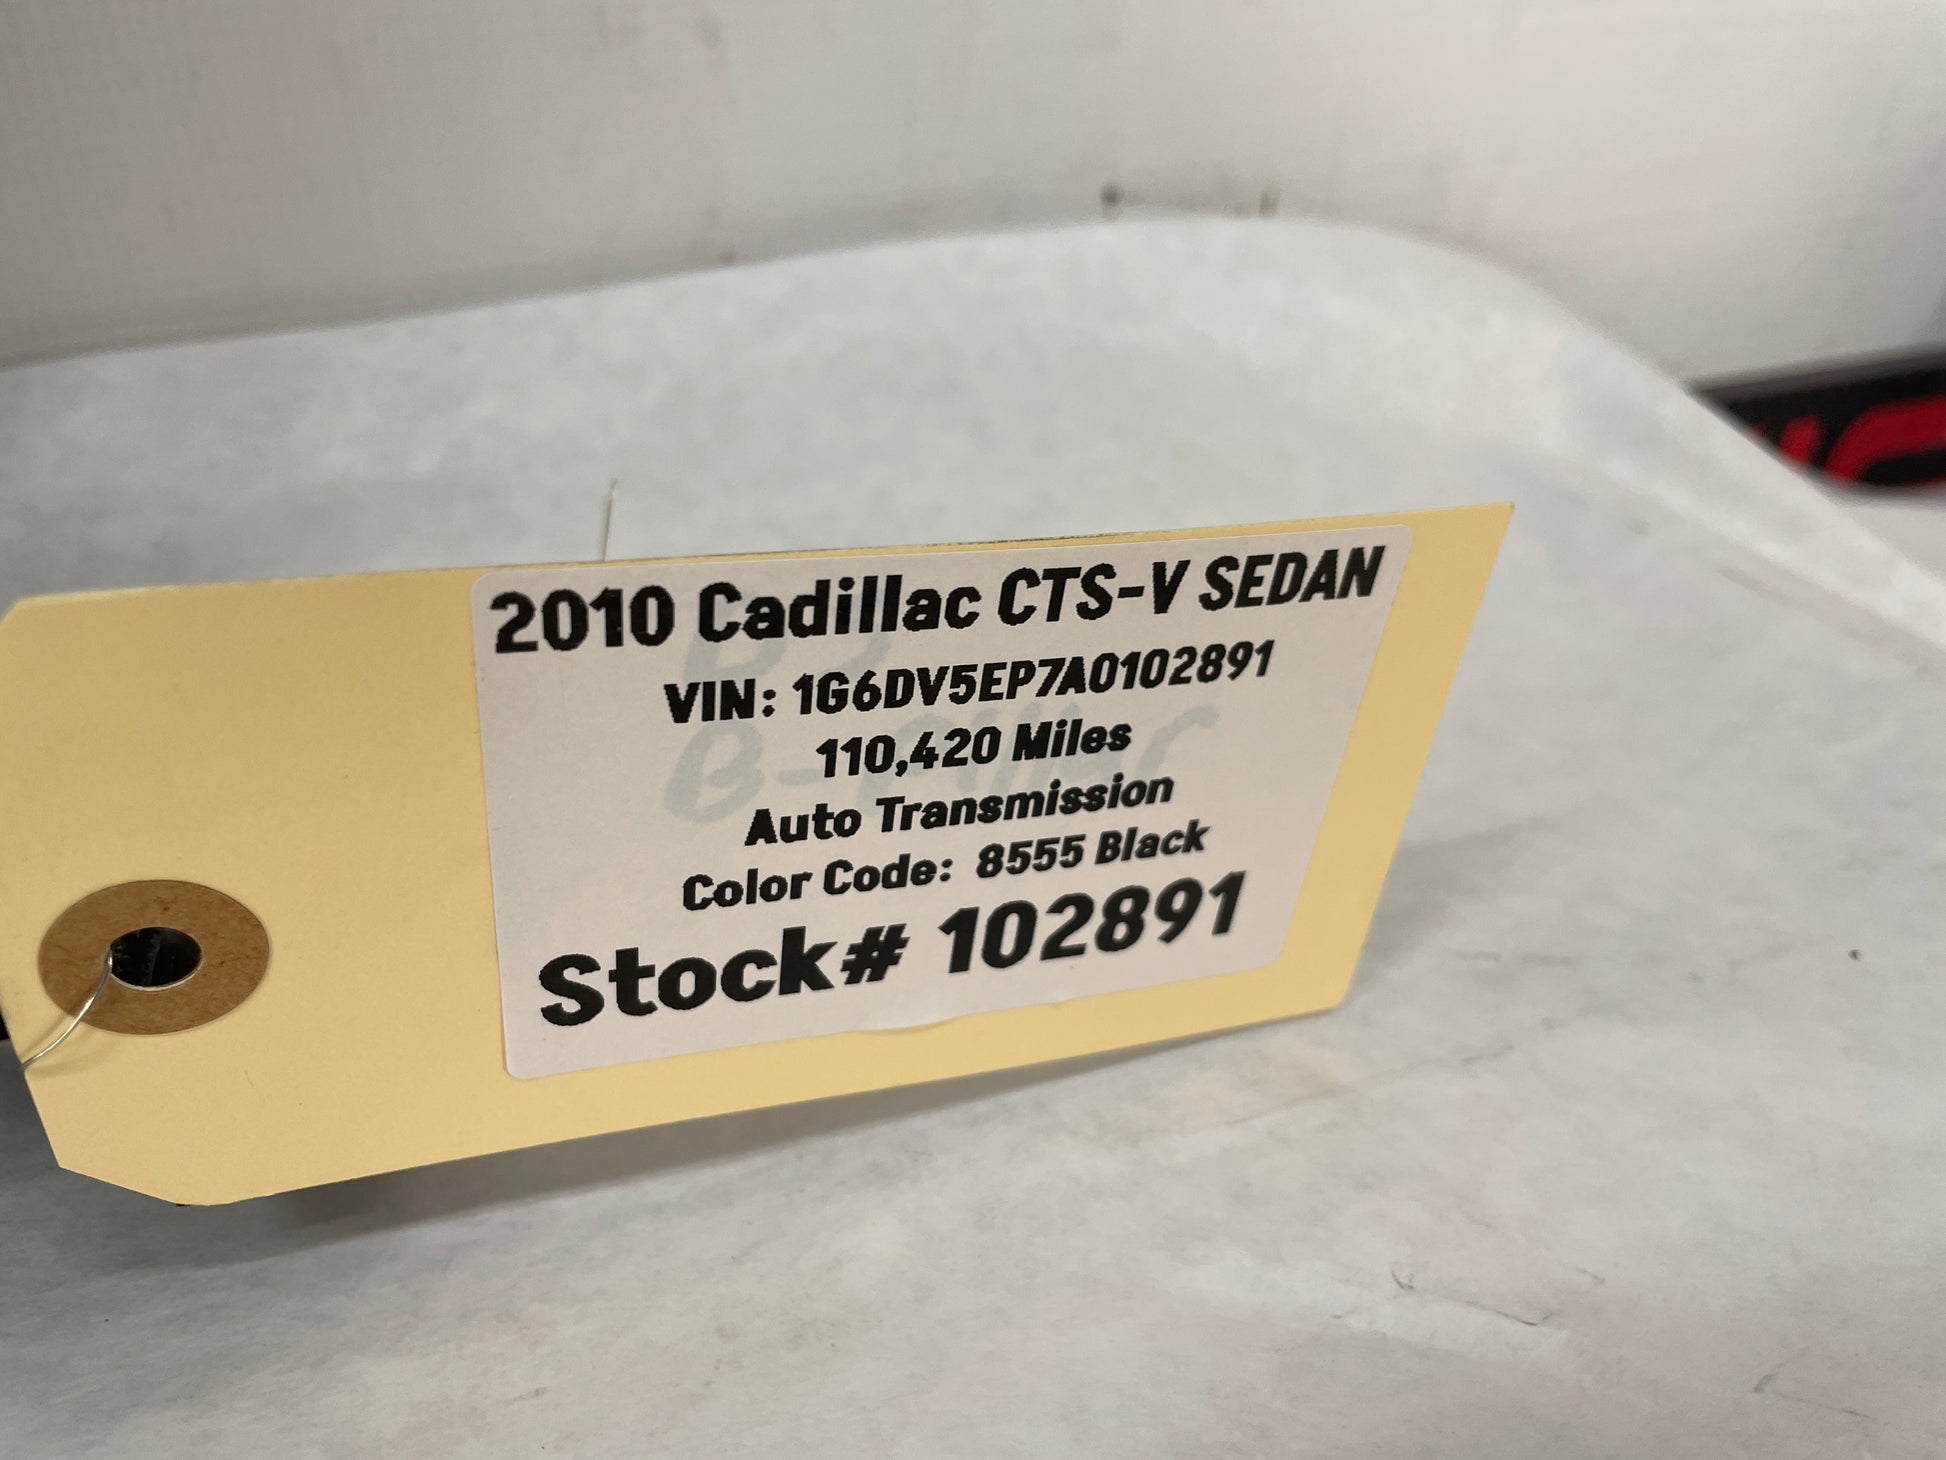 2010 Cadillac CTS-V SEDAN
VIN: 1G6DV5EP7A0102891
110,420 Miles
Auto Transmission
Color Code: 8555 Black
Stock# 102891